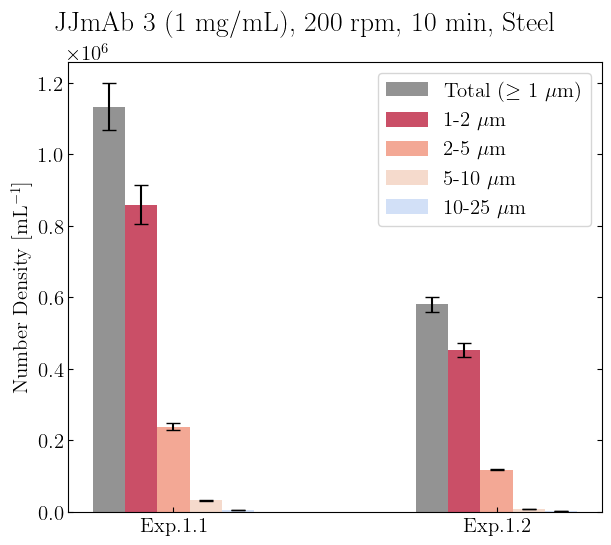 JJmAb 3 (1 mg/mL), 200 rpm, 10 min, Steel
×10⁶
1.2
1.0
0.8
0.6
0.4
0.2
0.0
Number Density [mL⁻¹]
Total (≥ 1 μm)
1-2 μm
2-5 μm
5-10 μm
10-25 μm
Exp.1.1
Exp.1.2